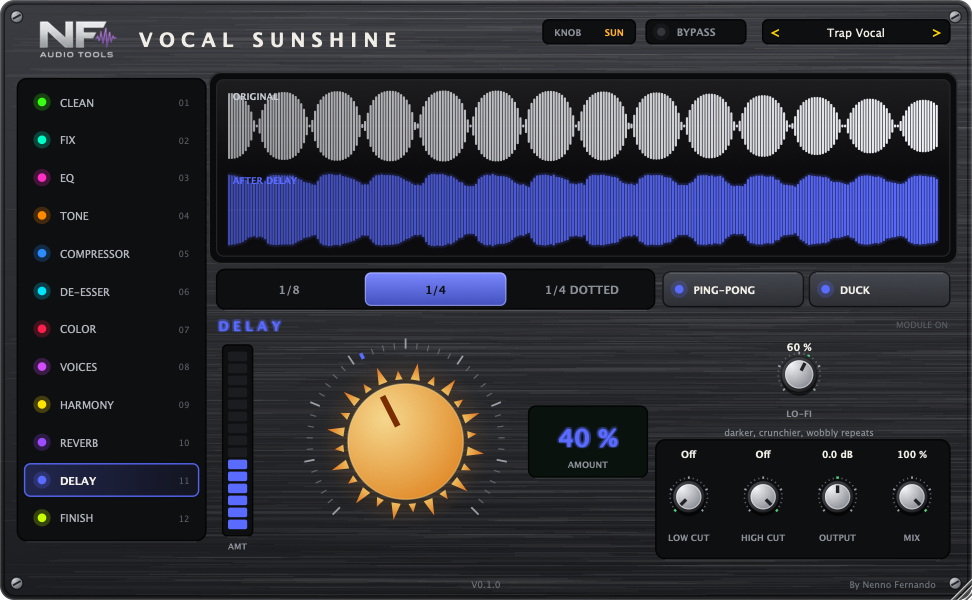 NF
AUDIO TOOLS
VOCAL SUNSHINE
KNOB SUN
BYPASS
< Trap Vocal >
CLEAN 01
FIX 02
EQ 03
TONE 04
COMPRESSOR 05
DE-ESSER 06
COLOR 07
VOICES 08
HARMONY 09
REVERB 10
DELAY 11
FINISH 12
ORIGINAL
AFTER DELAY
1/8 1/4 1/4 DOTTED
PING-PONG
DUCK
DELAY
MODULE ON
AMT
40 %
AMOUNT
60 %
LO-FI
darker, crunchier, wobbly repeats
Off Off 0.0 dB 100 %
LOW CUT HIGH CUT OUTPUT MIX
V0.1.0
By Nenno Fernando